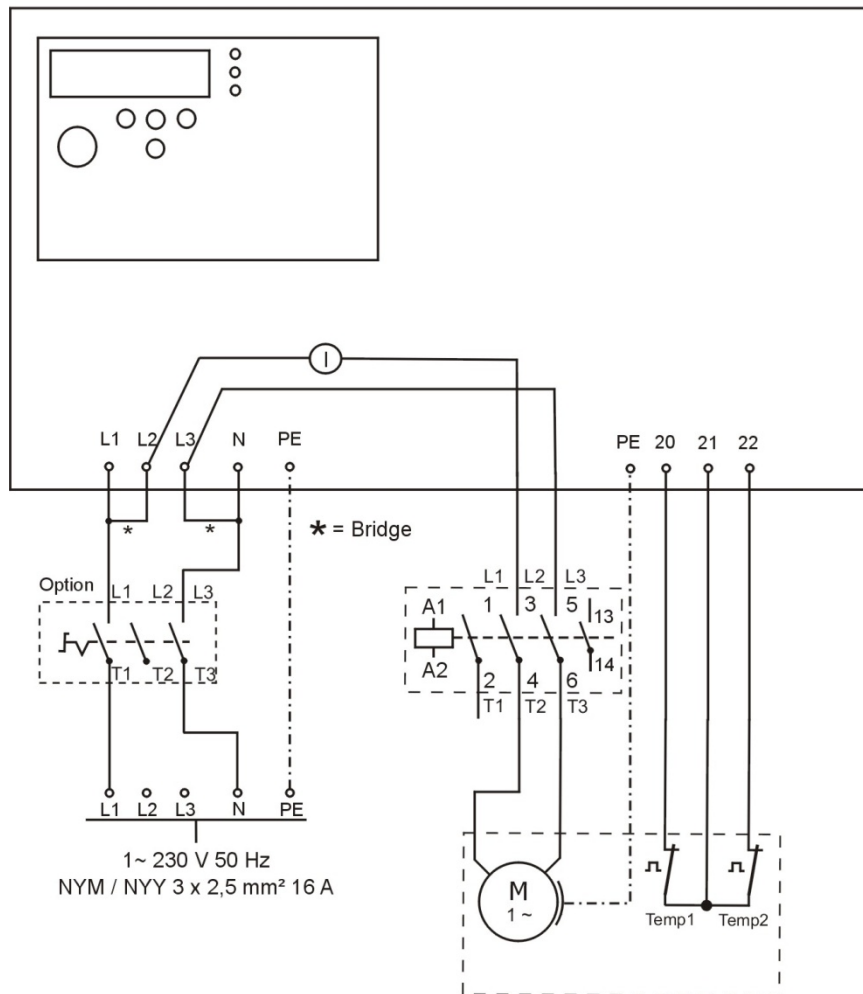 I
L1 L2 L3 N PE
PE 20 21 22
* *
* = Bridge
Option
L1 L2 L3
T1 T2 T3
L1 L2 L3
A1 1 3 5 13
A2 2 4 6 14
T1 T2 T3
L1 L2 L3 N PE
1~ 230 V 50 Hz
NYM / NYY 3 x 2,5 mm² 16 A
M
1 ~
Temp1 Temp2